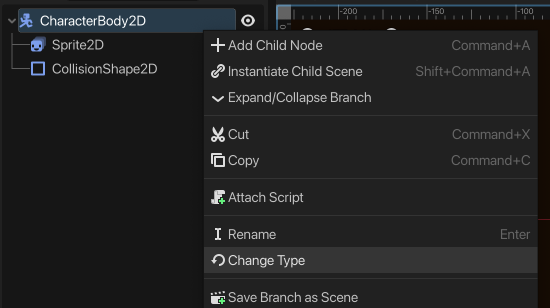 CharacterBody2D
Sprite2D
CollisionShape2D
-200
-150
-100
Add Child Node Command+A
Instantiate Child Scene Shift+Command+A
Expand/Collapse Branch
Cut Command+X
Copy Command+C
Attach Script
Rename Enter
Change Type
Save Branch as Scene